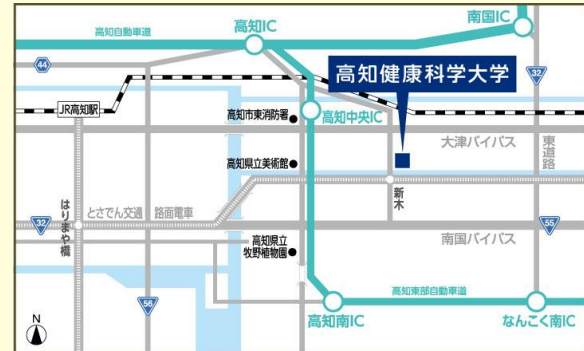 南国IC
高知IC
高知自動車道
44
32
高知健康科学大学
JR高知駅
高知市東消防署
高知中央IC
大津バイパス
東道路
高知県立美術館
はりまや橋
新木
32
とさでん交通 路面電車
55
高知県立
牧野植物園
南国バイパス
56
高知東部自動車道
N
高知南IC
なんこく南IC